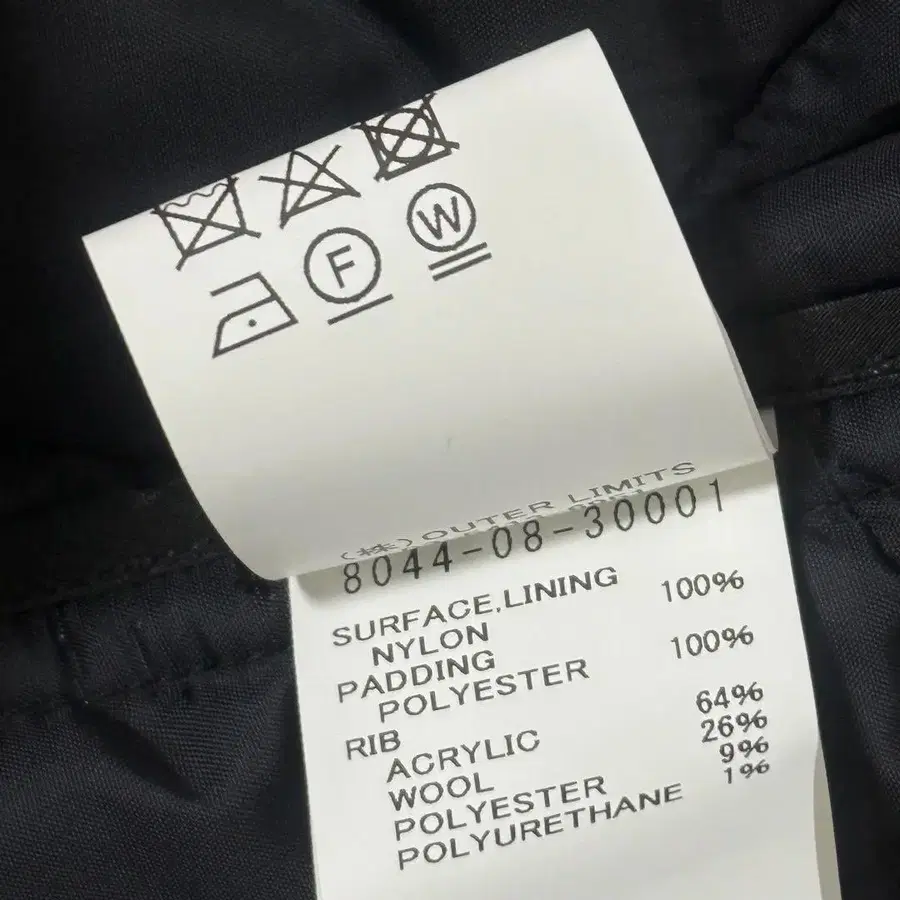 F
W
(株)OUTER LIMITS
8044-08-30001
SURFACE,LINING
NYLON 100%
PADDING
POLYESTER 100%
RIB
ACRYLIC 64%
WOOL 26%
POLYESTER 9%
POLYURETHANE 1%